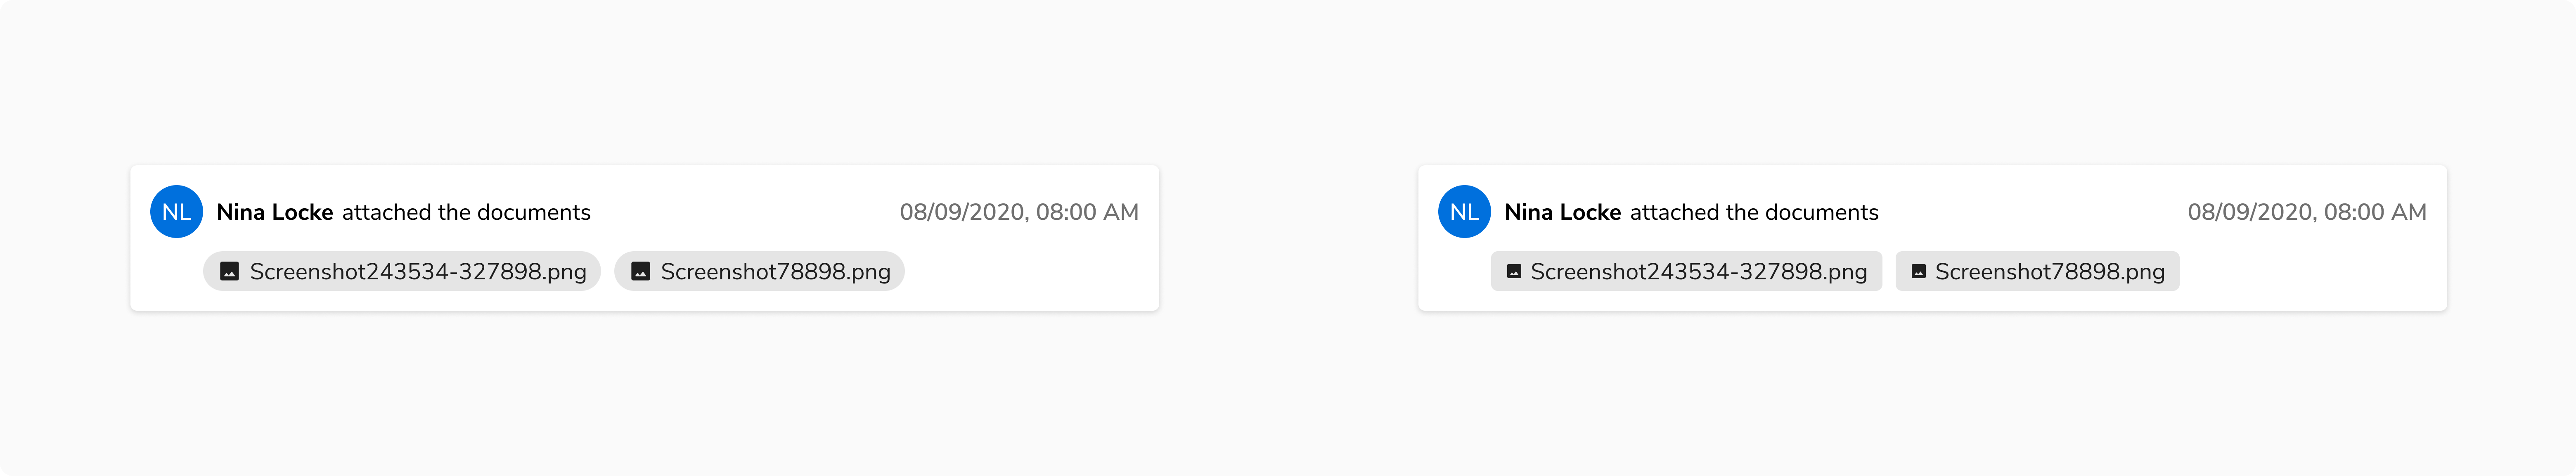 NL Nina Locke attached the documents 08/09/2020, 08:00 AM
Screenshot243534-327898.png Screenshot78898.png
NL Nina Locke attached the documents 08/09/2020, 08:00 AM
Screenshot243534-327898.png Screenshot78898.png